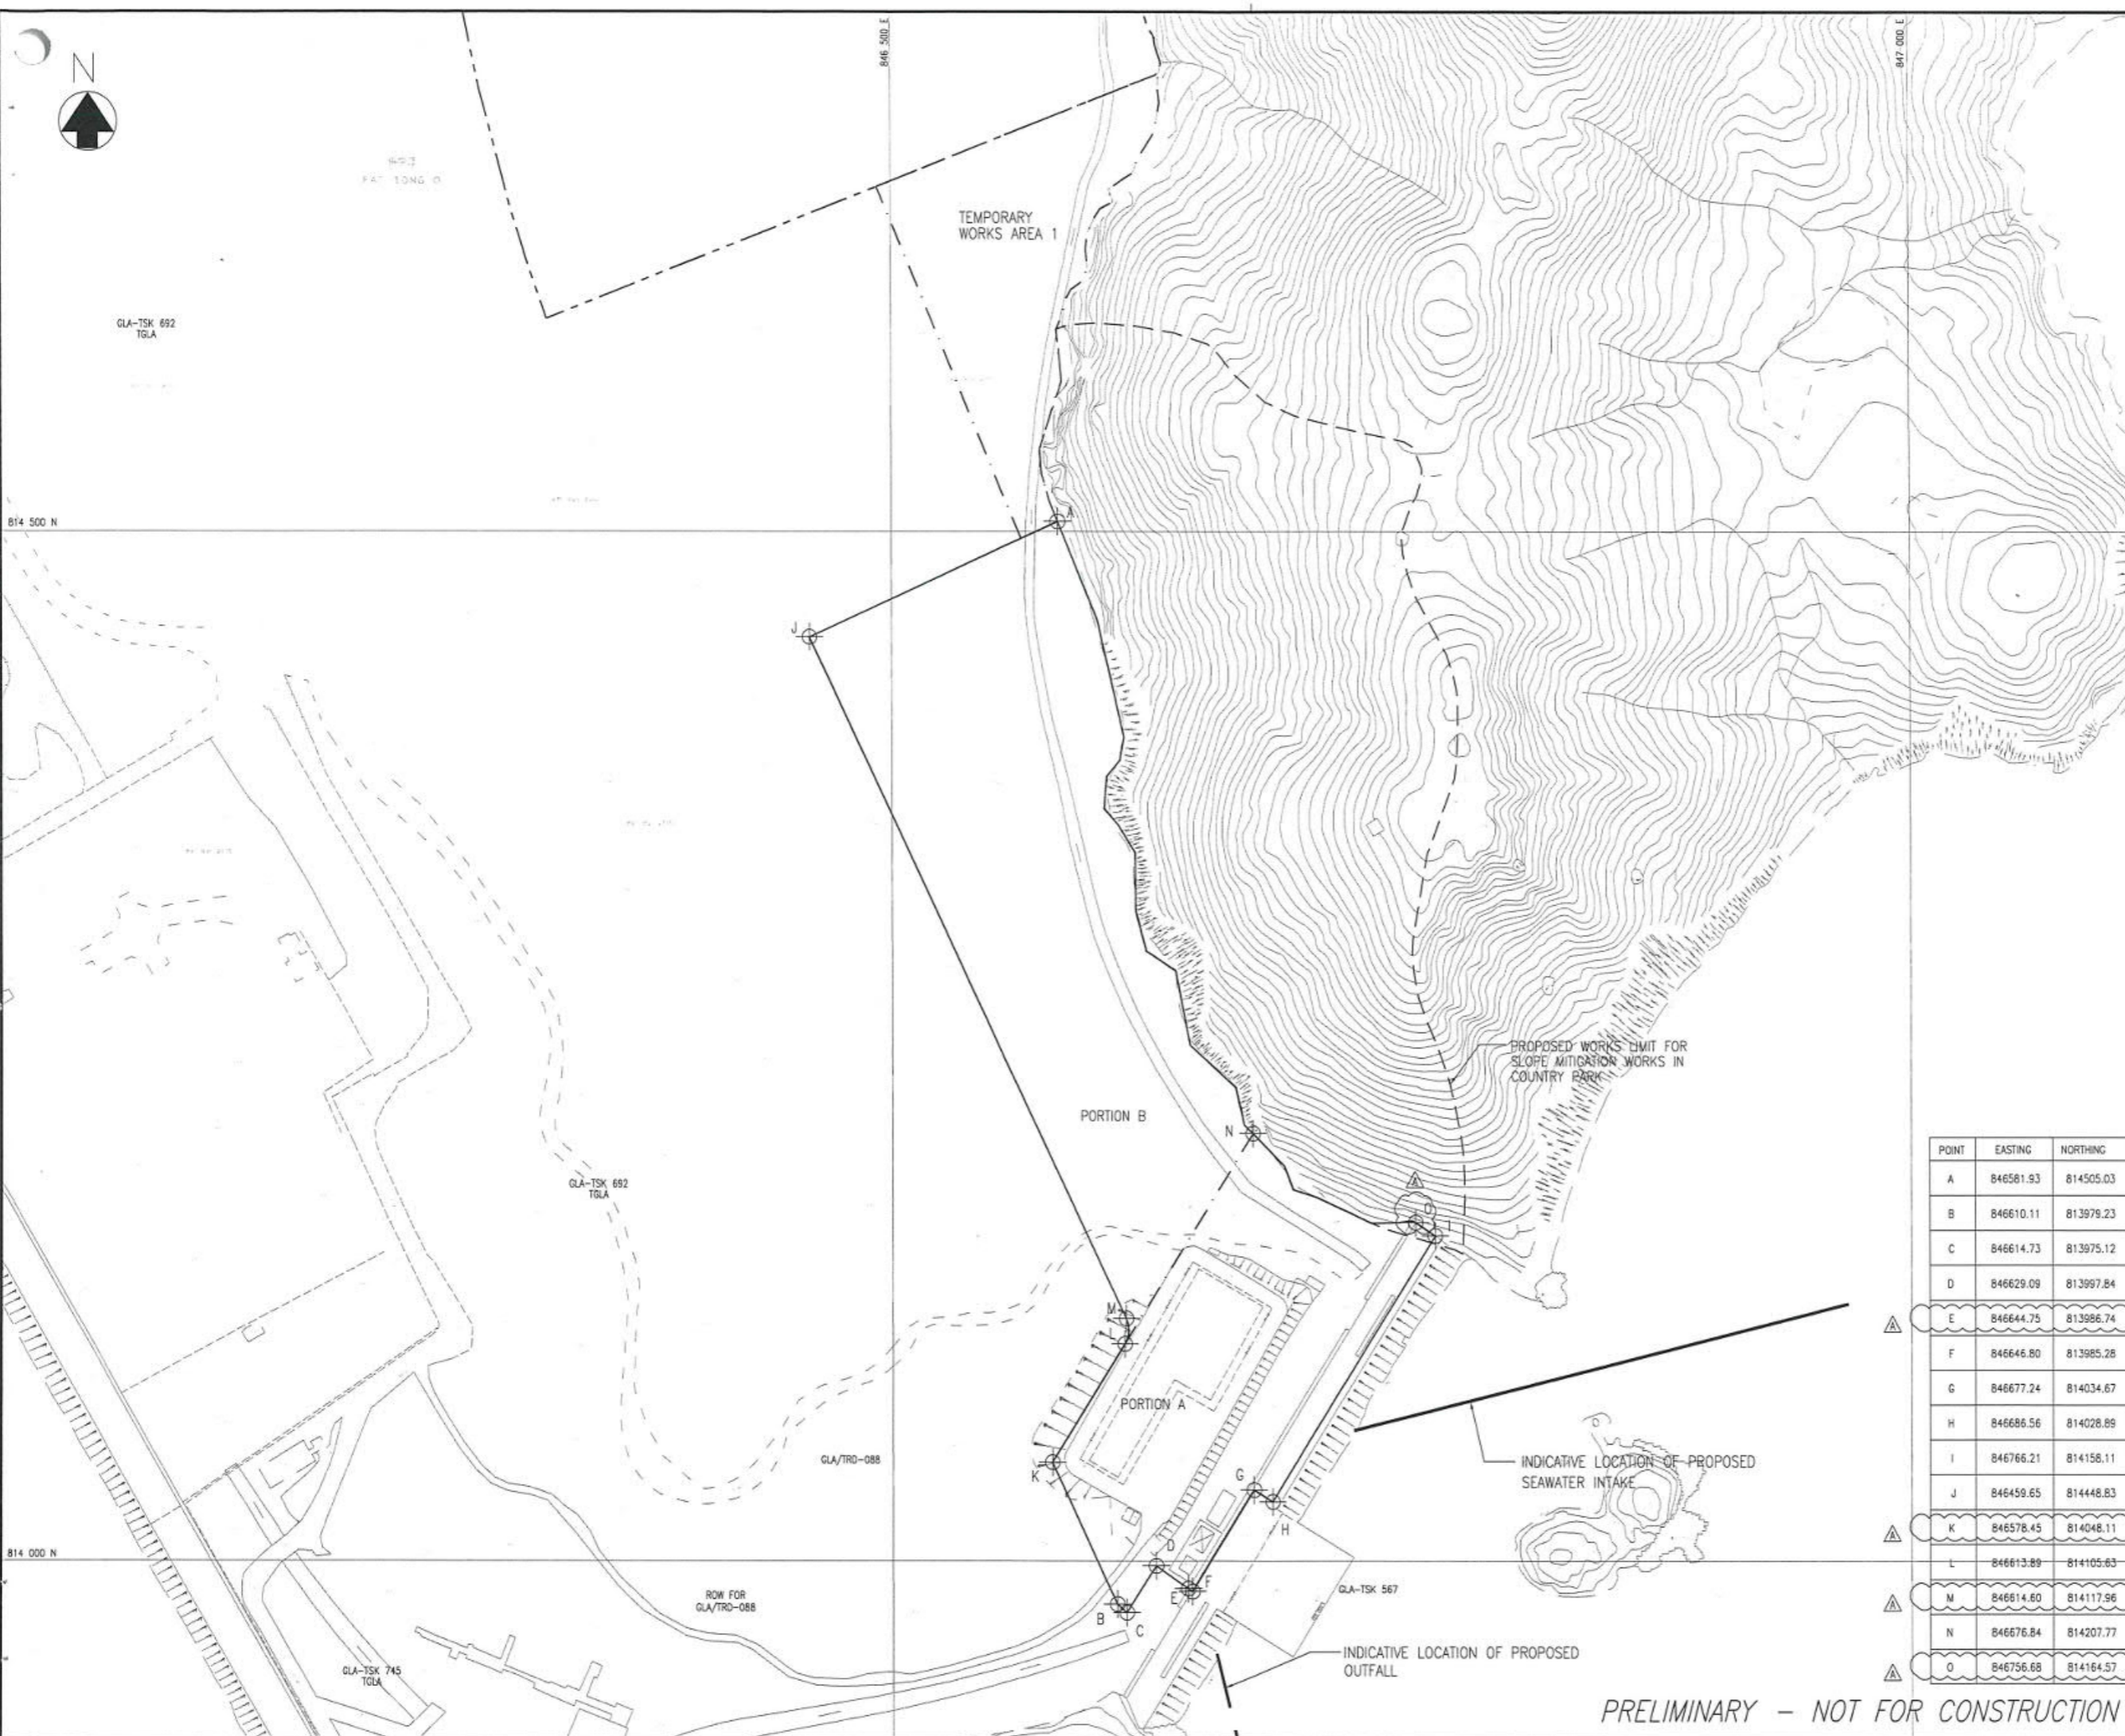 N
846 500 E
847 000 E
TEMPORARY
WORKS AREA 1
GLA-TSK 692
TGLA
814 500 N
A
J
PROPOSED WORKS LIMIT FOR
SLOPE MITIGATION WORKS IN
COUNTRY PARK
PORTION B
N
GLA-TSK 692
TGLA
A
O
I
M
L
PORTION A
GLA/TRD-088
K
G
H
INDICATIVE LOCATION OF PROPOSED
SEAWATER INTAKE
814 000 N
D
F
E
B
C
GLA-TSK 567
ROW FOR
GLA/TRD-088
INDICATIVE LOCATION OF PROPOSED
OUTFALL
GLA-TSK 745
TGLA
POINT EASTING NORTHING
A 846581.93 814505.03
B 846610.11 813979.23
C 846614.73 813975.12
D 846629.09 813997.84
A E 846644.75 813986.74
F 846646.80 813985.28
G 846677.24 814034.67
H 846686.56 814028.89
I 846766.21 814158.11
J 846459.65 814448.83
A K 846578.45 814048.11
L 846613.89 814105.63
A M 846614.60 814117.96
N 846676.84 814207.77
A O 846756.68 814164.57
PRELIMINARY - NOT FOR CONSTRUCTION